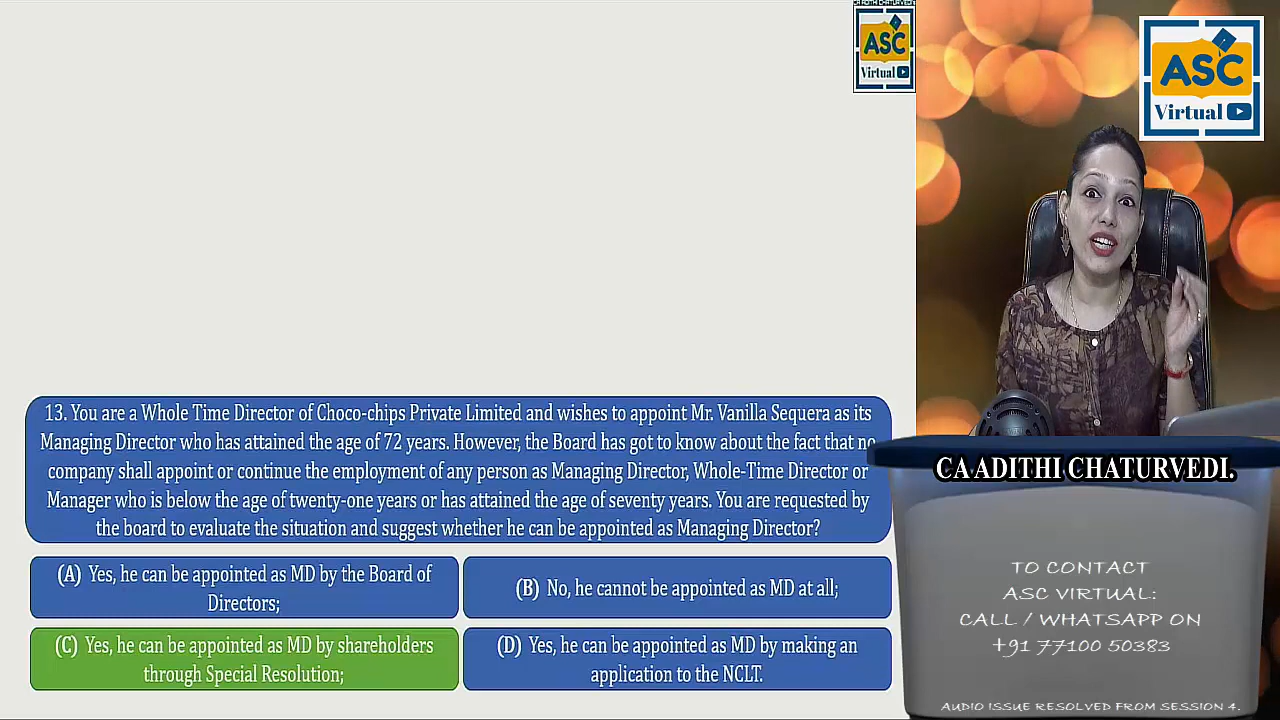 CA ADITHI CHATURVEDI
ASC
Virtual
ASC
Virtual
13. You are a Whole Time Director of Choco-chips Private Limited and wishes to appoint Mr. Vanilla Sequera as its
Managing Director who has attained the age of 72 years. However, the Board has got to know about the fact that no
company shall appoint or continue the employment of any person as Managing Director, Whole-Time Director or
Manager who is below the age of twenty-one years or has attained the age of seventy years. You are requested by
the board to evaluate the situation and suggest whether he can be appointed as Managing Director?
(A) Yes, he can be appointed as MD by the Board of
Directors;
(B) No, he cannot be appointed as MD at all;
(C) Yes, he can be appointed as MD by shareholders
through Special Resolution;
(D) Yes, he can be appointed as MD by making an
application to the NCLT.
CA ADITHI CHATURVEDI.
TO CONTACT
ASC VIRTUAL:
CALL / WHATSAPP ON
+91 77100 50383
AUDIO ISSUE RESOLVED FROM SESSION 4.